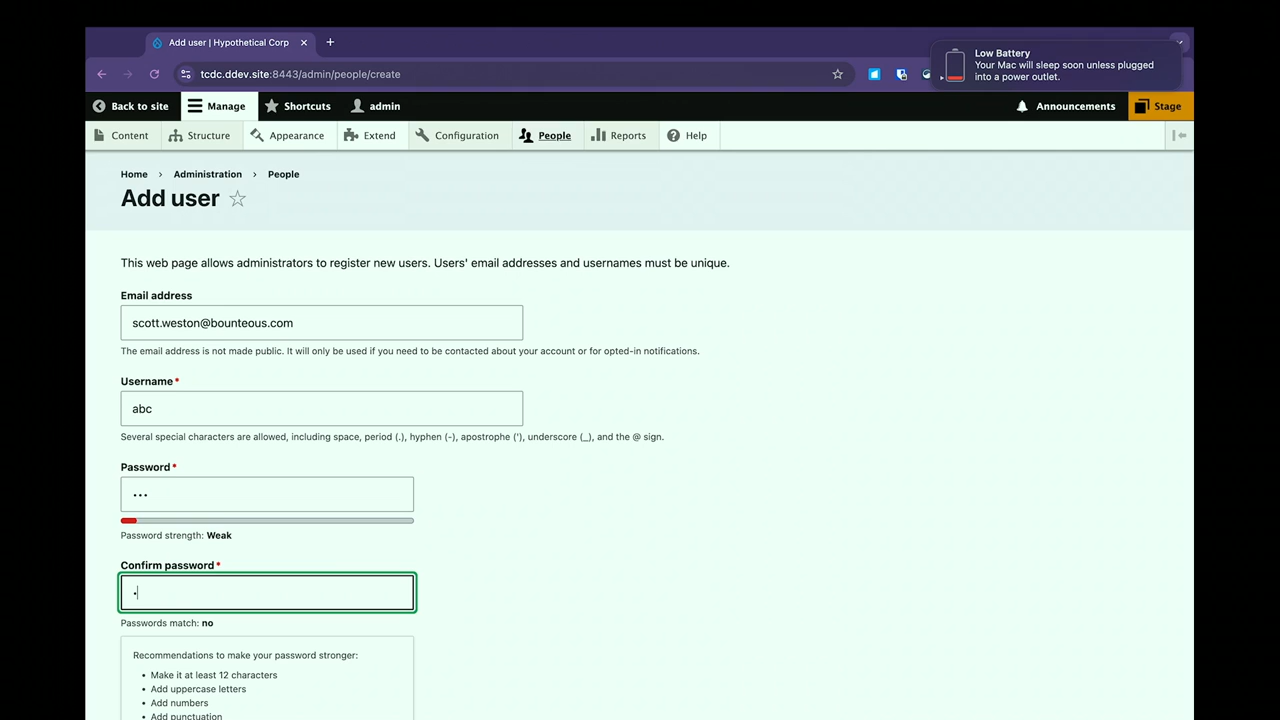 Add user | Hypothetical Corp
Low Battery
Your Mac will sleep soon unless plugged
into a power outlet.
tcdc.ddev.site:8443/admin/people/create
Back to site Manage Shortcuts admin Announcements Stage
Content Structure Appearance Extend Configuration People Reports Help
Home › Administration › People
Add user
This web page allows administrators to register new users. Users' email addresses and usernames must be unique.
Email address
scott.weston@bounteous.com
The email address is not made public. It will only be used if you need to be contacted about your account or for opted-in notifications.
Username*
abc
Several special characters are allowed, including space, period (.), hyphen (-), apostrophe ('), underscore (_), and the @ sign.
Password*
•••
Password strength: Weak
Confirm password*
•
Passwords match: no
Recommendations to make your password stronger:
• Make it at least 12 characters
• Add uppercase letters
• Add numbers
• Add punctuation